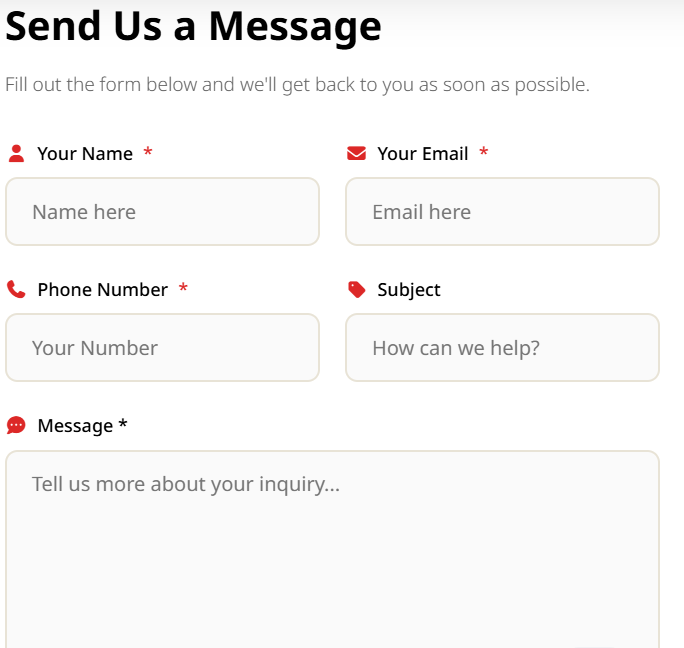 Send Us a Message
Fill out the form below and we'll get back to you as soon as possible.
Your Name *
Your Email *
Name here
Email here
Phone Number *
Subject
Your Number
How can we help?
Message *
Tell us more about your inquiry...